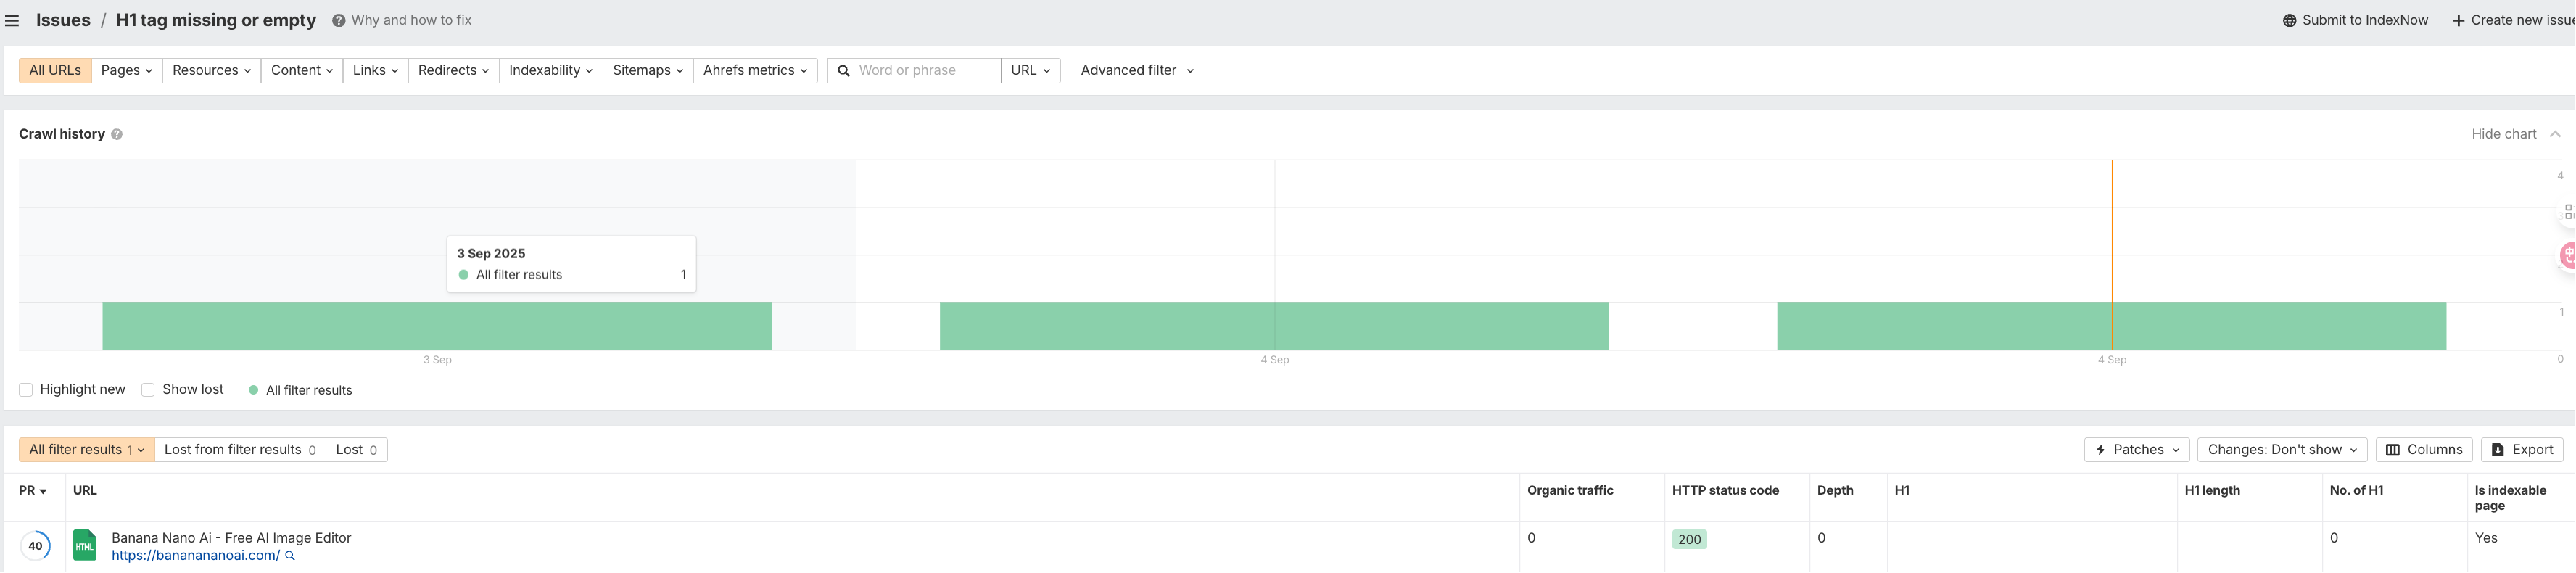 Issues / H1 tag missing or empty ? Why and how to fix Submit to IndexNow + Create new issue
All URLs Pages Resources Content Links Redirects Indexability Sitemaps Ahrefs metrics Word or phrase URL Advanced filter
Crawl history ? Hide chart
4
3 Sep 2025
All filter results 1
1
3 Sep 4 Sep 4 Sep 0
Highlight new Show lost All filter results
All filter results 1 Lost from filter results 0 Lost 0 Patches Changes: Don't show Columns Export
PR URL Organic traffic HTTP status code Depth H1 H1 length No. of H1 Is indexable
page
40 HTML Banana Nano Ai - Free AI Image Editor 0 200 0 0 Yes
https://bananananoai.com/